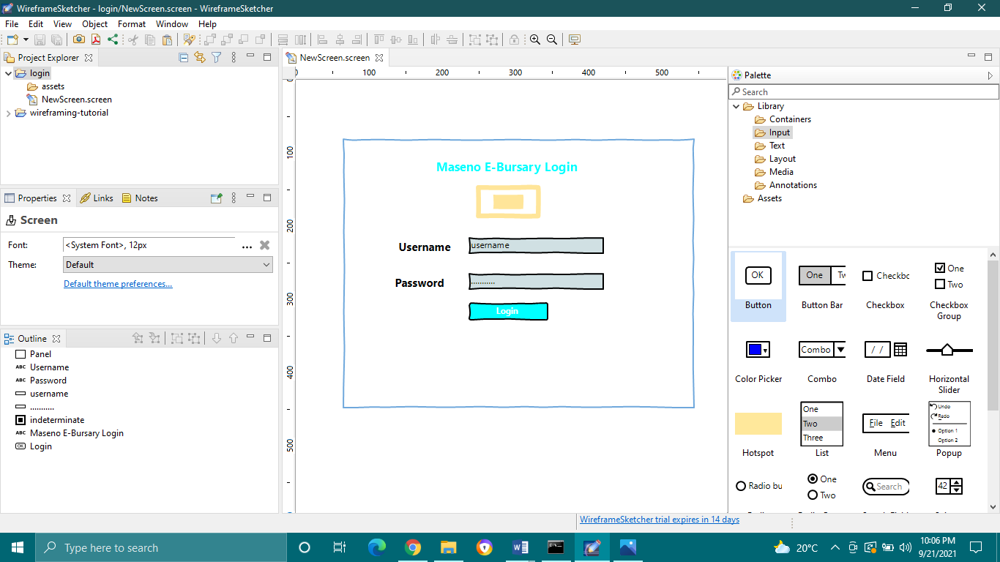 WireframeSketcher - login/NewScreen.screen - WireframeSketcher
File Edit View Object Format Window Help
Project Explorer
login
assets
NewScreen.screen
wireframing-tutorial
Properties Links Notes
Screen
Font: <System Font>, 12px ...
Theme: Default
Default theme preferences...
Outline
Panel
ABC Username
ABC Password
username
...........
indeterminate
ABC Maseno E-Bursary Login
OK Login
NewScreen.screen
0 100 200 300 400 500
0
100
200
300
400
500
Maseno E-Bursary Login
Username username
Password ...........
Login
Palette
Search
Library
Containers
Input
Text
Layout
Media
Annotations
Assets
OK
Button
One Tw
Button Bar
Checkbo
Checkbox
One
Two
Checkbox
Group
Color Picker
Combo
Combo
/ /
Date Field
Horizontal
Slider
Hotspot
One
Two
Three
List
File Edit
Menu
Undo
Redo
Option 1
Option 2
Popup
Radio bu
One
Two
Search
42
WireframeSketcher trial expires in 14 days
Type here to search
20°C
10:06 PM
9/21/2021